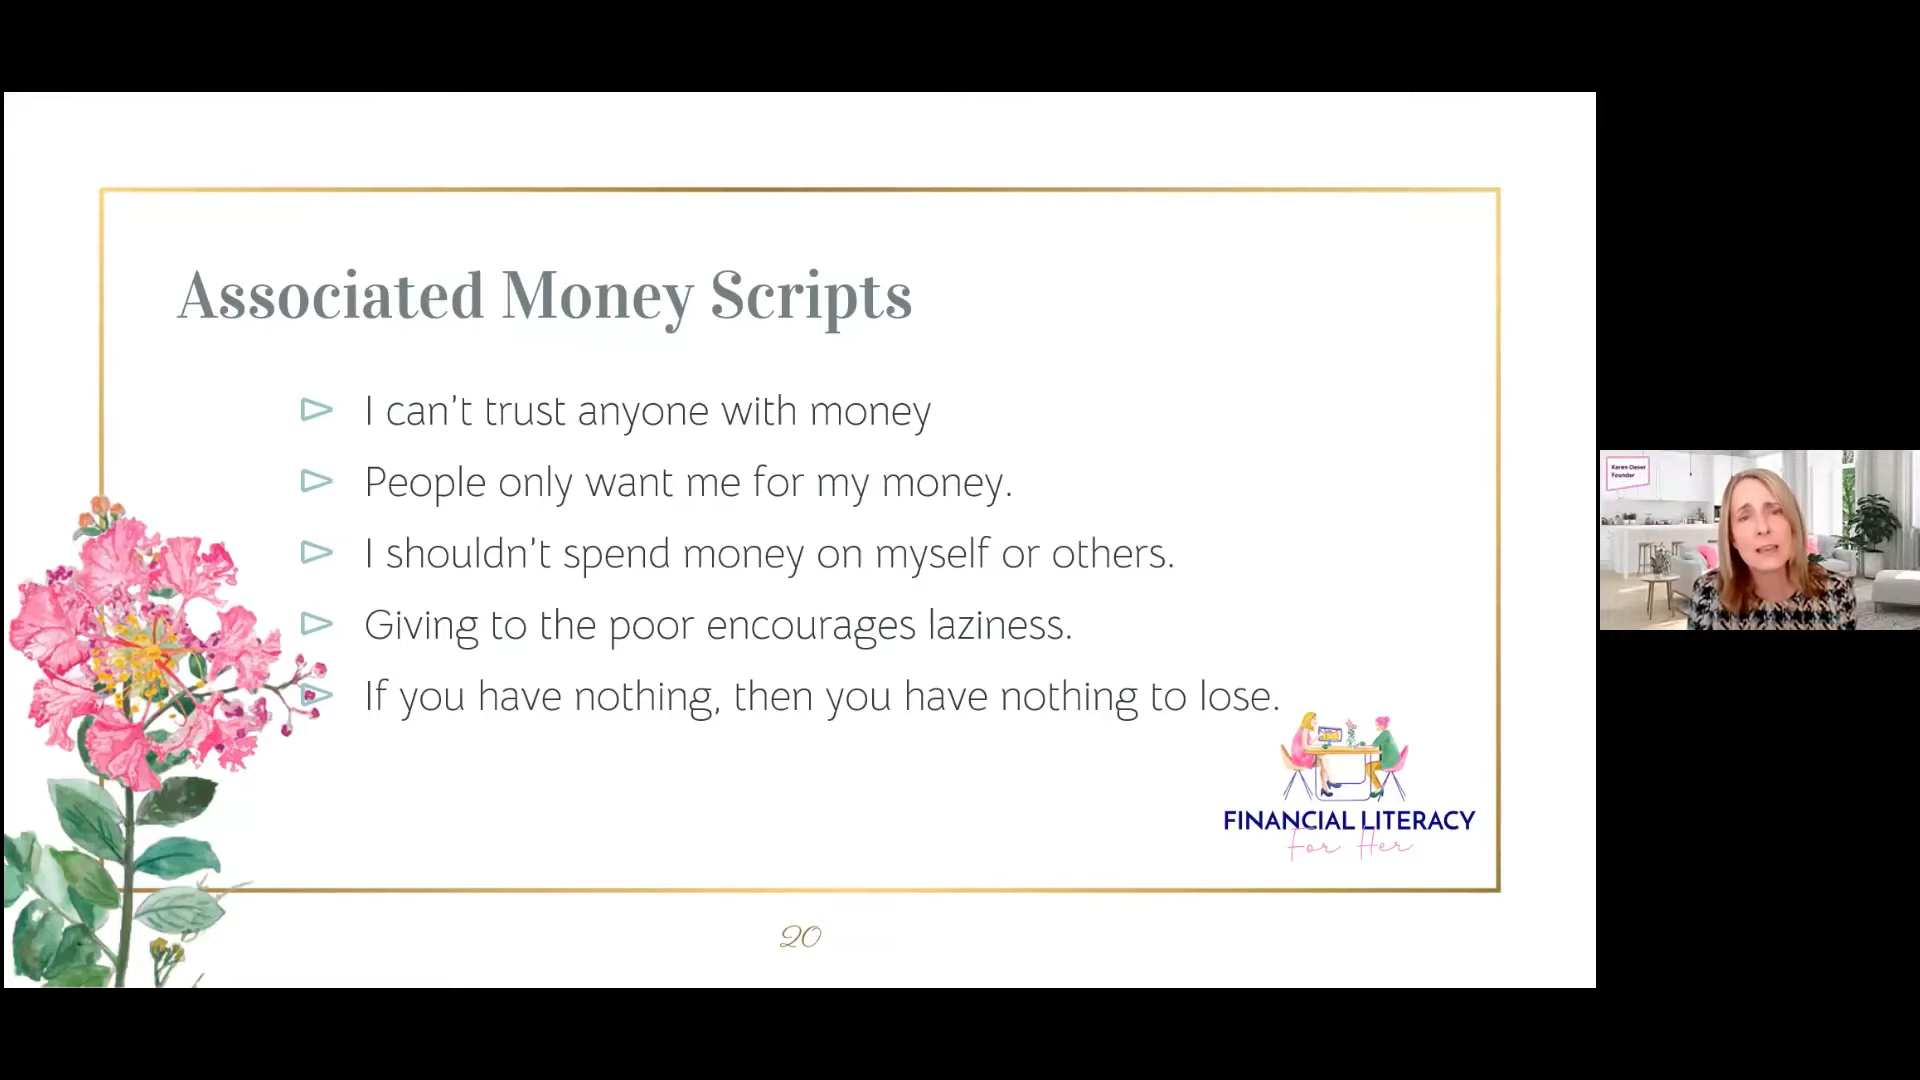 Associated Money Scripts
I can't trust anyone with money
People only want me for my money.
I shouldn't spend money on myself or others.
Giving to the poor encourages laziness.
If you have nothing, then you have nothing to lose.
FINANCIAL LITERACY
For Her
20
Karen Oeser
Founder